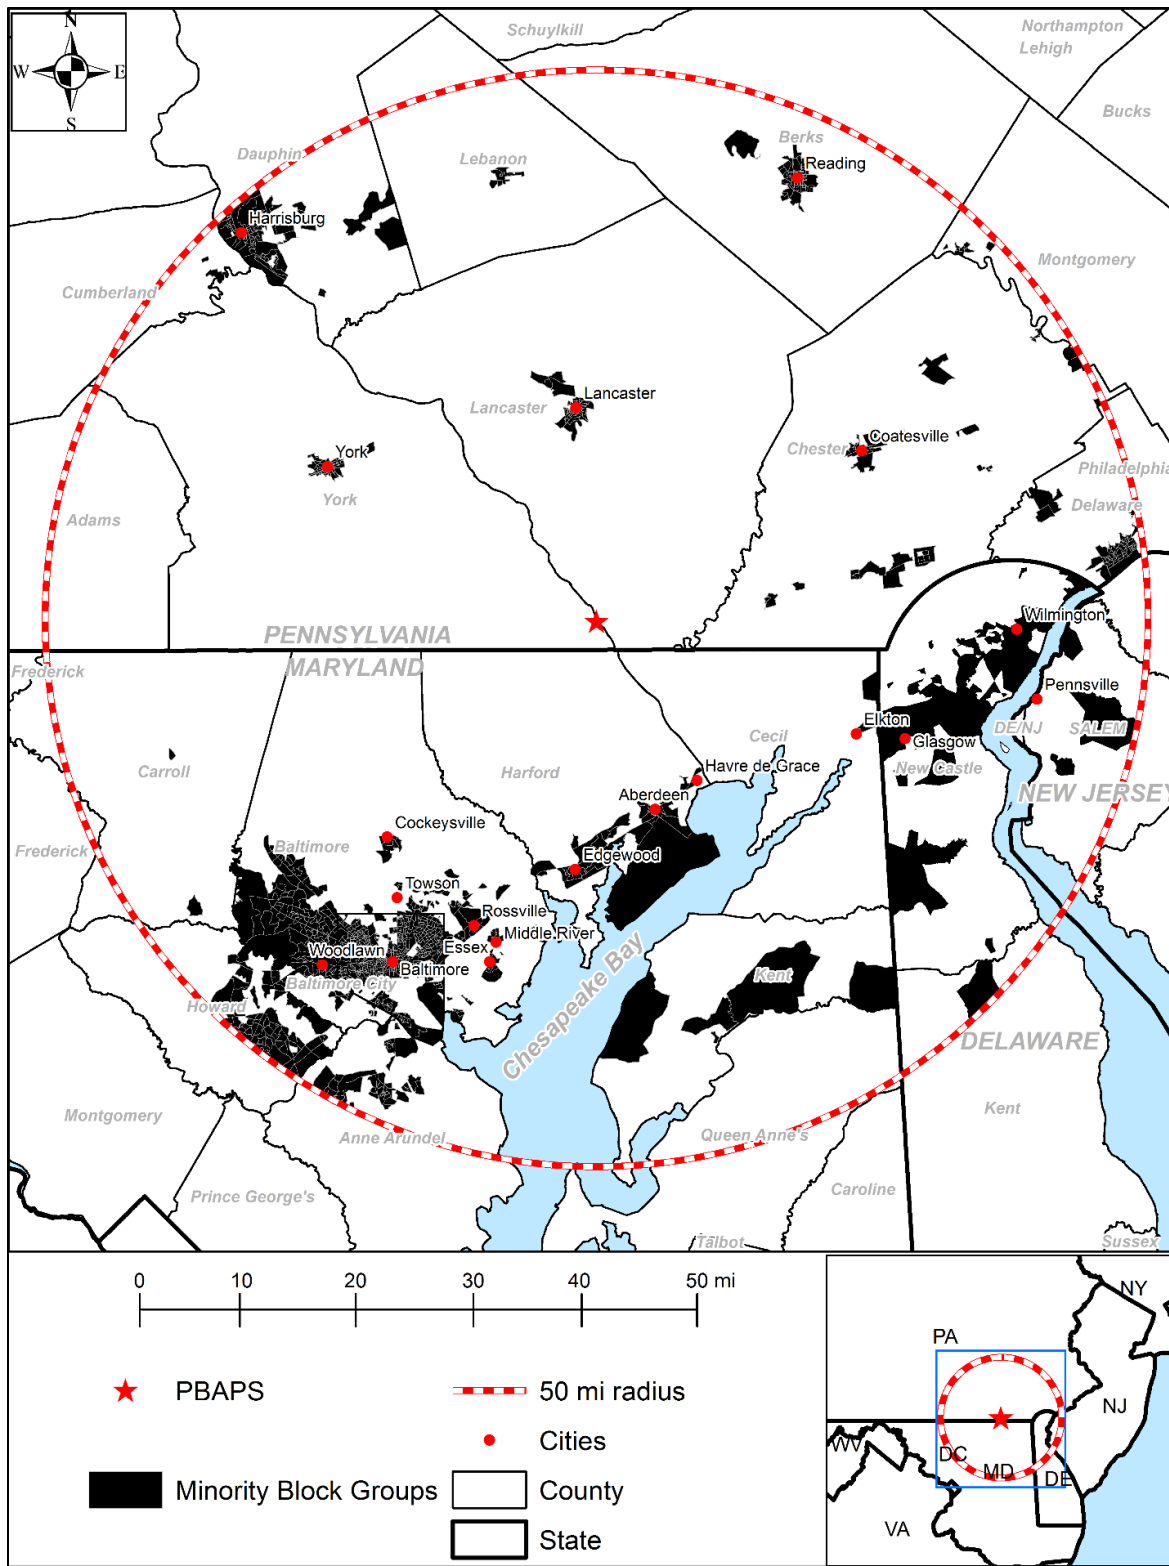 N
W E
S
Schuylkill
Northampton
Lehigh
Bucks
Dauphin
Lebanon
Berks
Reading
Harrisburg
Montgomery
Cumberland
Lancaster
Lancaster
Coatesville
Chester
York
York
Philadelphia
Delaware
Adams
PENNSYLVANIA
MARYLAND
Wilmington
Frederick
Pennsville
Elkton
Glasgow
DE/NJ
SALEM
Cecil
New Castle
Carroll
Harford
Havre de Grace
NEW JERSEY
Aberdeen
Cockeysville
Frederick
Baltimore
Edgewood
Towson
Rossville
Middle River
Essex
Woodlawn
Baltimore
Baltimore City
Kent
Howard
Chesapeake Bay
DELAWARE
Montgomery
Kent
Anne Arundel
Queen Anne's
Prince George's
Caroline
Talbot
Sussex
0 10 20 30 40 50 mi
PBAPS
50 mi radius
Cities
Minority Block Groups
County
State
NY
PA
NJ
WV
DC
MD
DE
VA